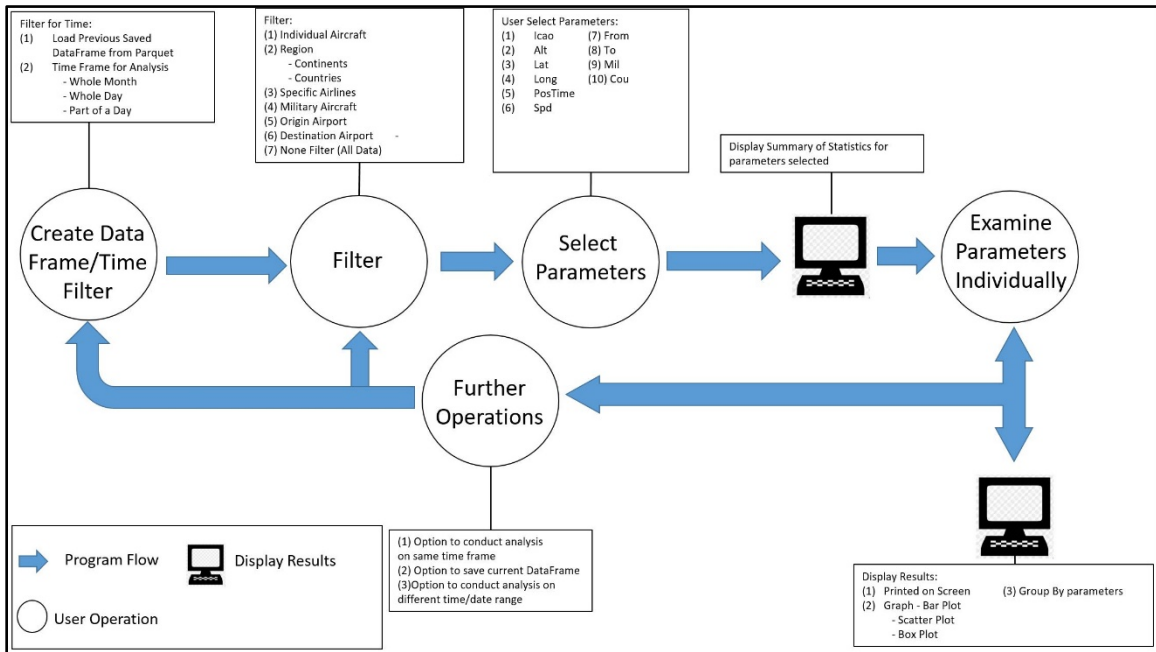 Filter for Time:
(1) Load Previous Saved
DataFrame from Parquet
(2) Time Frame for Analysis
- Whole Month
- Whole Day
- Part of a Day
Filter:
(1) Individual Aircraft
(2) Region
- Continents
- Countries
(3) Specific Airlines
(4) Military Aircraft
(5) Origin Airport
(6) Destination Airport -
(7) None Filter (All Data)
User Select Parameters:
(1) Icao (7) From
(2) Alt (8) To
(3) Lat (9) Mil
(4) Long (10) Cou
(5) PosTime
(6) Spd
Display Summary of Statistics for
parameters selected
Create Data
Frame/Time
Filter
Filter
Select
Parameters
Examine
Parameters
Individually
Further
Operations
(1) Option to conduct analysis
on same time frame
(2) Option to save current DataFrame
(3)Option to conduct analysis on
different time/date range
Display Results:
(1) Printed on Screen (3) Group By parameters
(2) Graph - Bar Plot
- Scatter Plot
- Box Plot
Program Flow
Display Results
User Operation